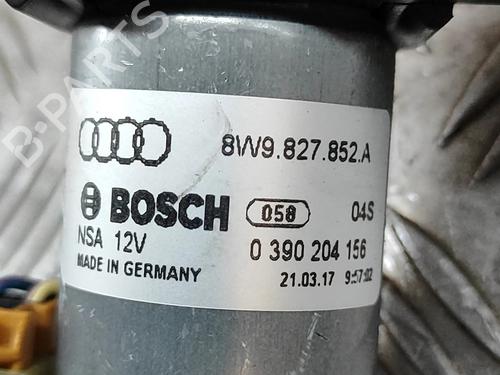 8W9.827.852.A
BOSCH 058 04S
NSA 12V 0 390 204 156
MADE IN GERMANY 21.03.17 9:57:02
B-PARTS